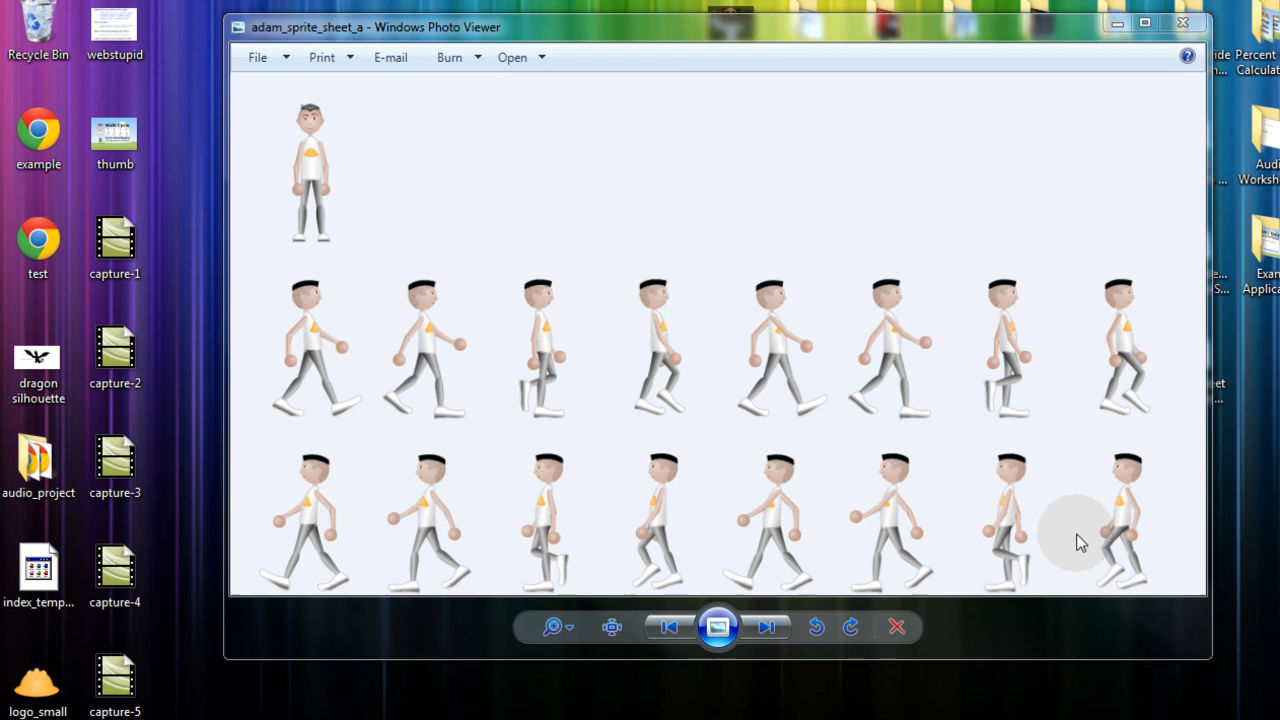 adam_sprite_sheet_a - Windows Photo Viewer
File Print E-mail Burn Open
Recycle Bin
webstupid
example
thumb
test
capture-1
dragon
silhouette
capture-2
audio_project
capture-3
index_temp...
capture-4
logo_small
capture-5
Percent
Calculat
Audi
Worksh
Exan
Applica